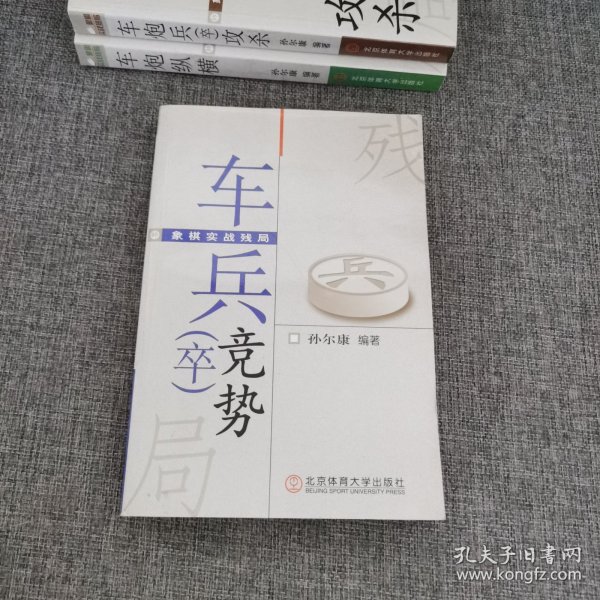 攻杀
车炮兵(卒)攻杀 孙尔康 编著 北京体育大学出版社
车炮纵横 孙尔康 编著 北京体育大学出版社
残
车
象棋实战残局
兵
(卒)
竞势
兵
孙尔康 编著
局
北京体育大学出版社
BEIJING SPORT UNIVERSITY PRESS
孔夫子旧书网
www.kongfz.com